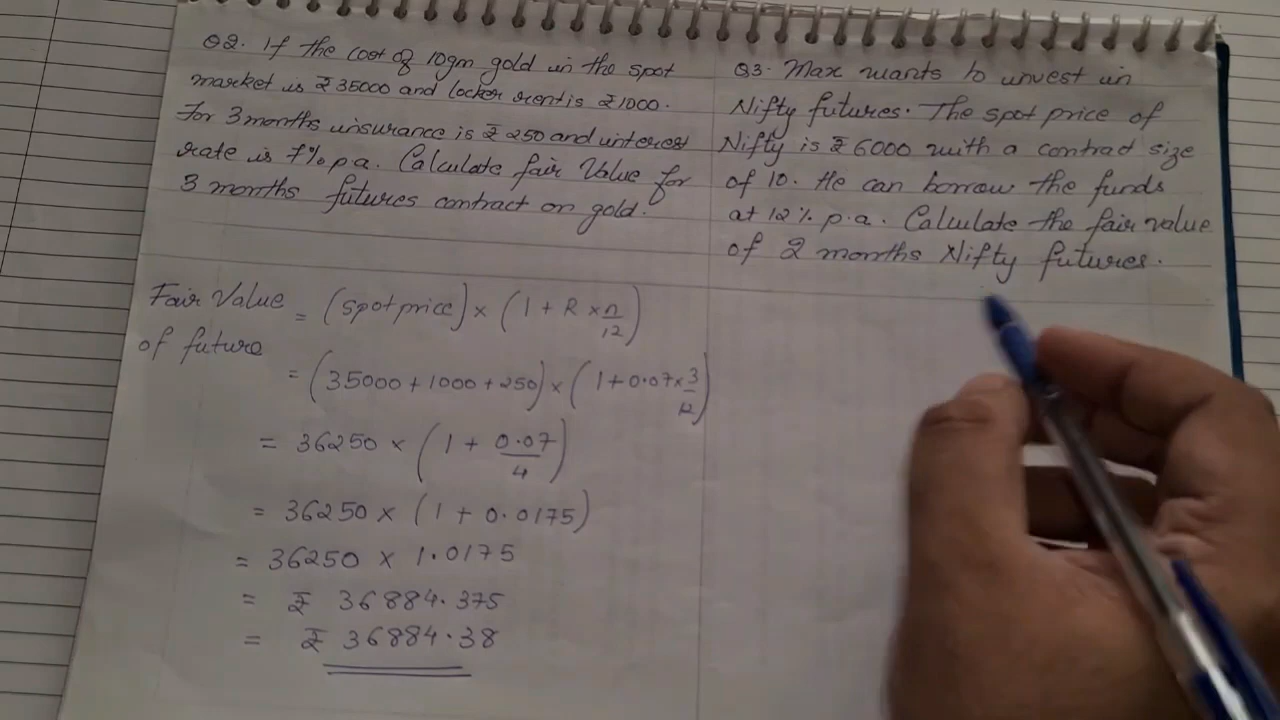 Q2. If the cost of 10gm gold in the spot
market is ₹35000 and locker rent is ₹1000.
For 3 months insurance is ₹250 and interest
rate is 7% p.a. Calculate fair Value for
3 months futures contract on gold.
Fair Value of future = (spot price) × (1 + R × n/12)
= (35000 + 1000 + 250) × (1 + 0.07 × 3/12)
= 36250 × (1 + 0.07/4)
= 36250 × (1 + 0.0175)
= 36250 × 1.0175
= ₹ 36884.375
= ₹ 36884.38
Q3. Max wants to invest in
Nifty futures. The spot price of
Nifty is ₹6000 with a contract size
of 10. He can borrow the funds
at 12% p.a. Calculate the fair value
of 2 months Nifty futures.